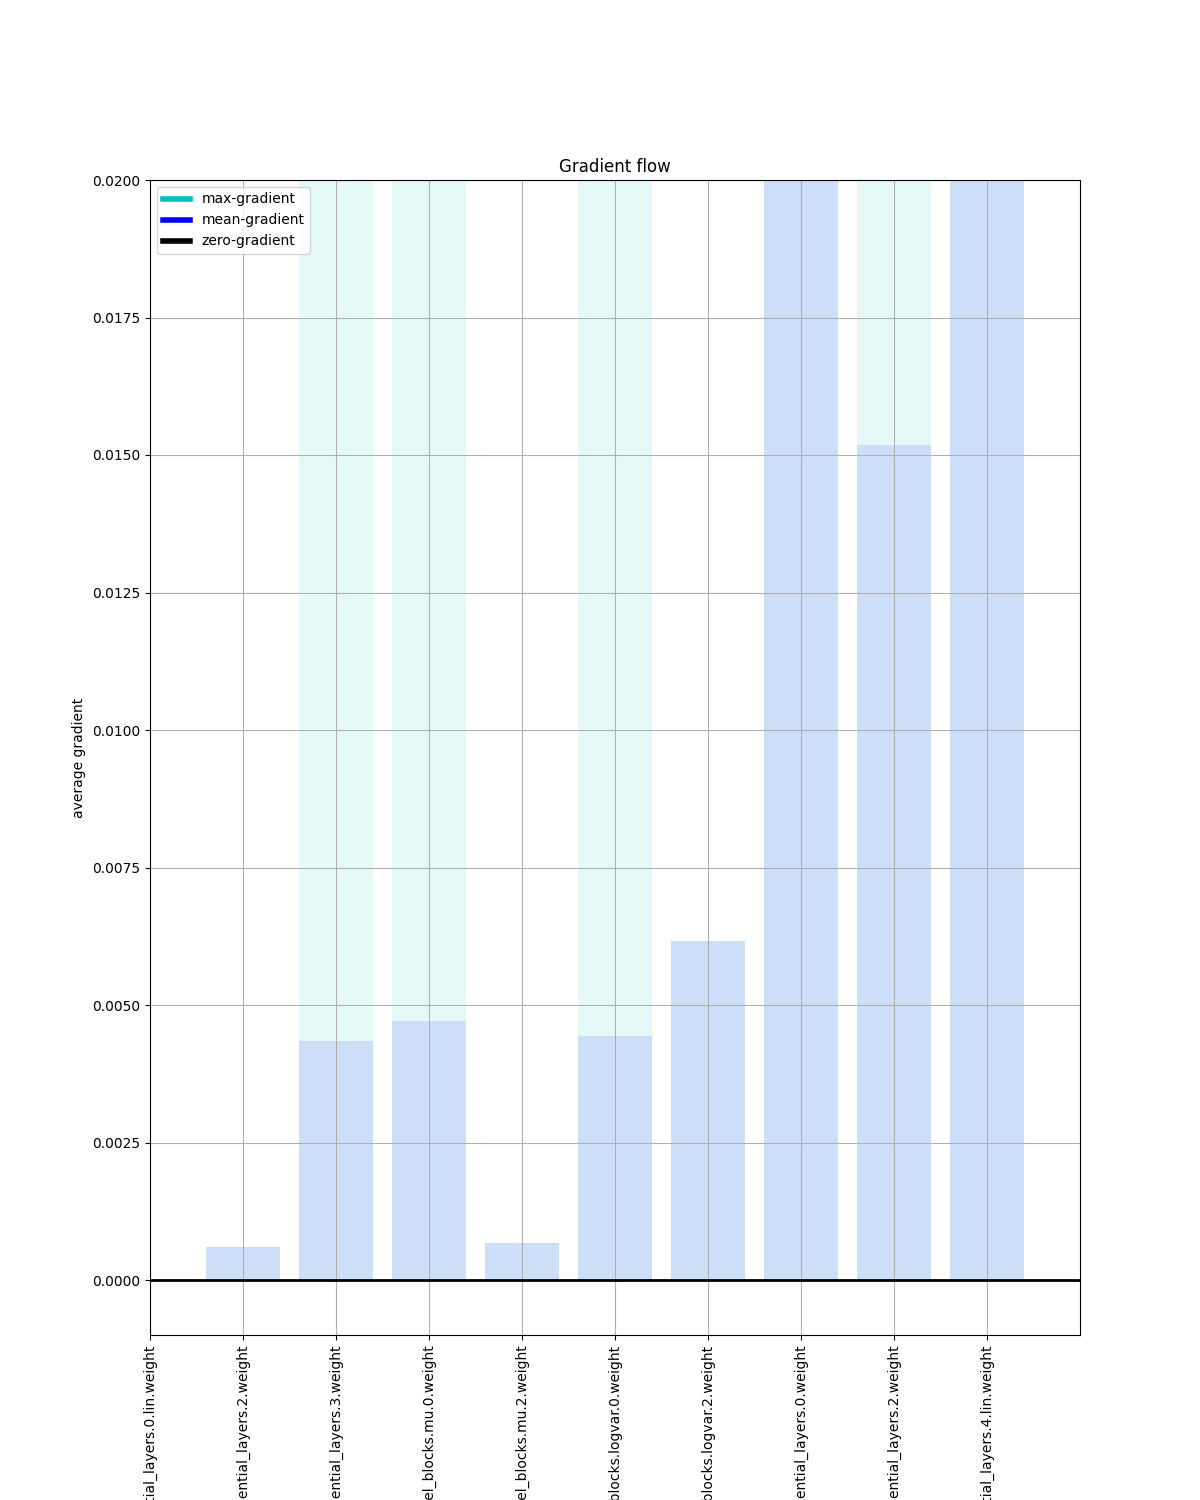 Gradient flow
max-gradient
mean-gradient
zero-gradient
0.0200
0.0175
0.0150
0.0125
0.0100
0.0075
0.0050
0.0025
0.0000
average gradient
tial_layers.0.lin.weight
ential_layers.2.weight
ential_layers.3.weight
el_blocks.mu.0.weight
el_blocks.mu.2.weight
blocks.logvar.0.weight
blocks.logvar.2.weight
ential_layers.0.weight
ential_layers.2.weight
tial_layers.4.lin.weight